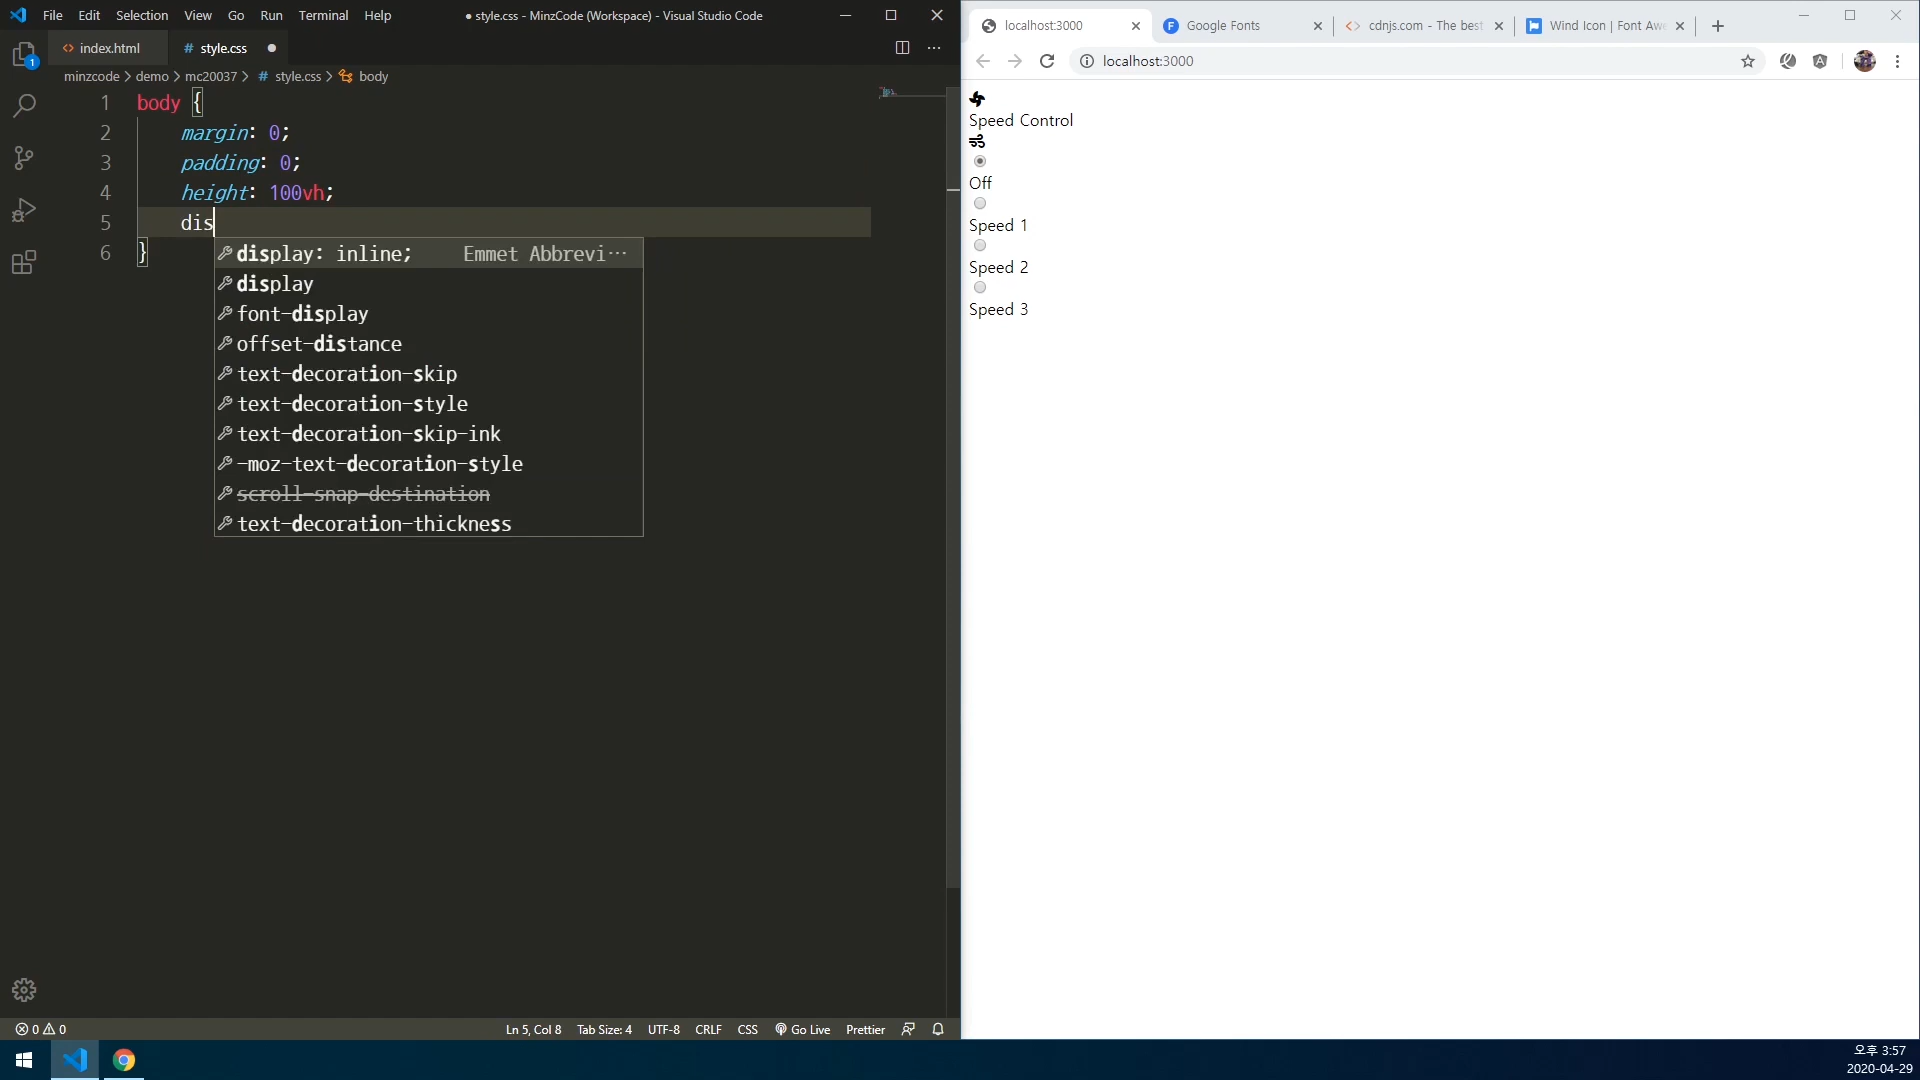 File Edit Selection View Go Run Terminal Help ● style.css - MinzCode (Workspace) - Visual Studio Code
1
<> index.html # style.css
minzcode > demo > mc20037 > # style.css > body
1 body {
2 margin: 0;
3 padding: 0;
4 height: 100vh;
5 dis
6 }
display: inline; Emmet Abbrevi···
display
font-display
offset-distance
text-decoration-skip
text-decoration-style
text-decoration-skip-ink
-moz-text-decoration-style
scroll-snap-destination
text-decoration-thickness
0 0 Ln 5, Col 8 Tab Size: 4 UTF-8 CRLF CSS Go Live Prettier
localhost:3000 Google Fonts cdnjs.com - The best Wind Icon | Font Aw
localhost:3000
Speed Control
Off
Speed 1
Speed 2
Speed 3
오후 3:57
2020-04-29